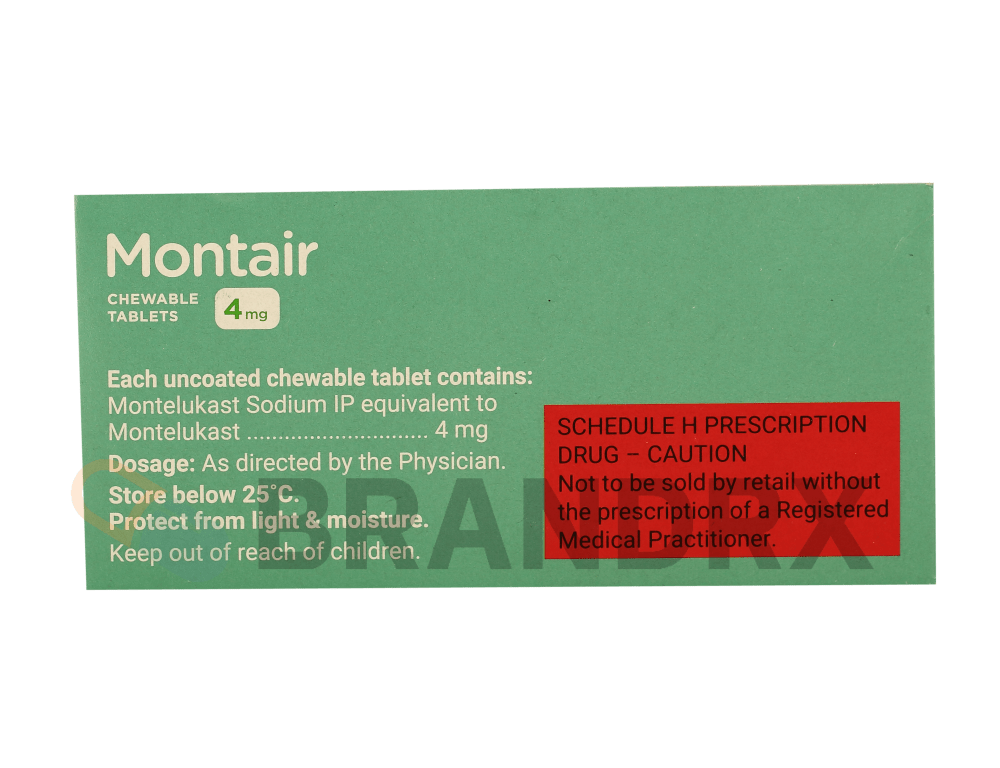 Montair
CHEWABLE
TABLETS
4 mg
Each uncoated chewable tablet contains:
Montelukast Sodium IP equivalent to
Montelukast ............................. 4 mg
Dosage: As directed by the Physician.
Store below 25°C.
Protect from light & moisture.
Keep out of reach of children.
SCHEDULE H PRESCRIPTION
DRUG – CAUTION
Not to be sold by retail without
the prescription of a Registered
Medical Practitioner.
BRANDRX